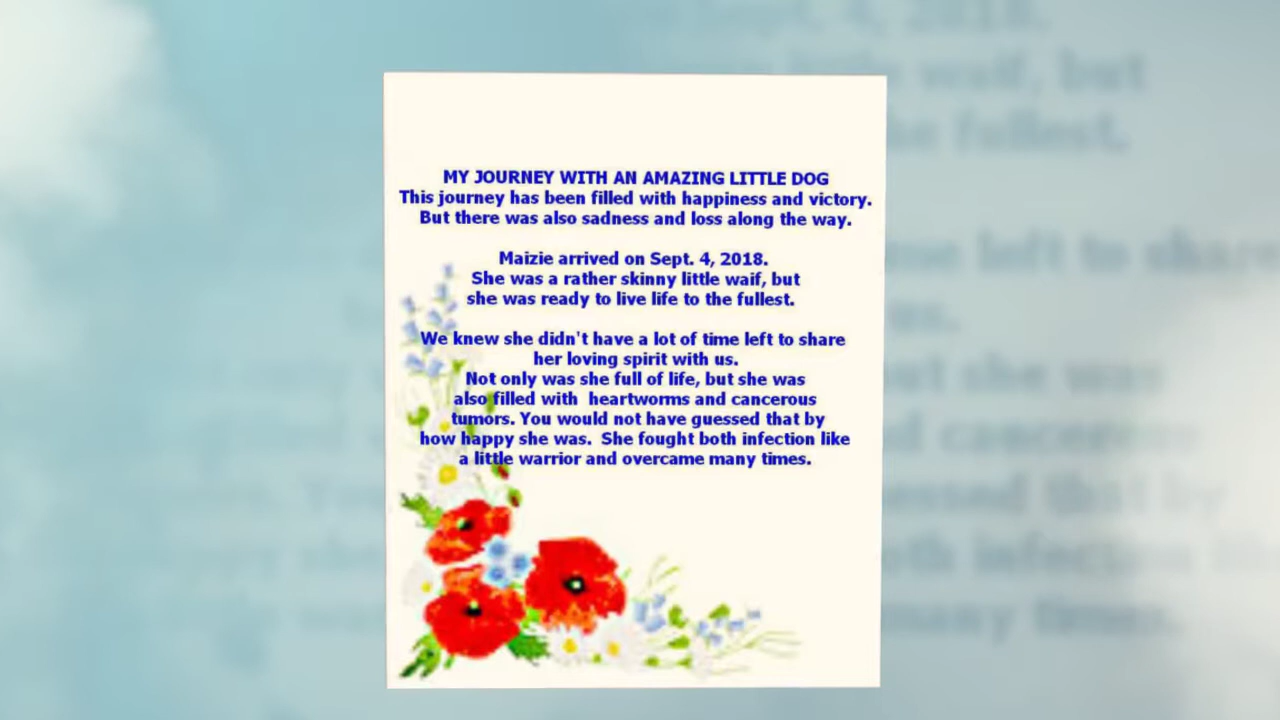 MY JOURNEY WITH AN AMAZING LITTLE DOG
This journey has been filled with happiness and victory.
But there was also sadness and loss along the way.
Maizie arrived on Sept. 4, 2018.
She was a rather skinny little waif, but
she was ready to live life to the fullest.
We knew she didn't have a lot of time left to share
her loving spirit with us.
Not only was she full of life, but she was
also filled with heartworms and cancerous
tumors. You would not have guessed that by
how happy she was. She fought both infection like
a little warrior and overcame many times.